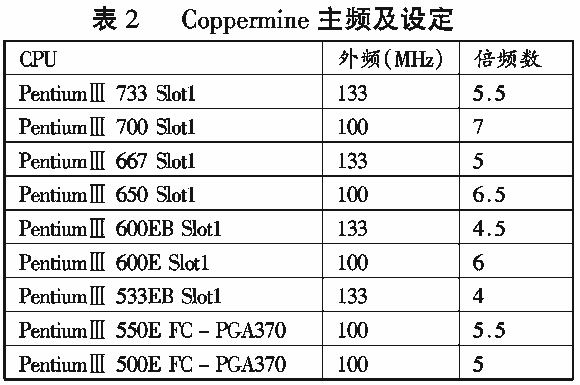 表2 Coppermine 主频及设定
CPU 外频(MHz) 倍频数
PentiumⅢ 733 Slot1 133 5.5
PentiumⅢ 700 Slot1 100 7
PentiumⅢ 667 Slot1 133 5
PentiumⅢ 650 Slot1 100 6.5
PentiumⅢ 600EB Slot1 133 4.5
PentiumⅢ 600E Slot1 100 6
PentiumⅢ 533EB Slot1 133 4
PentiumⅢ 550E FC-PGA370 100 5.5
PentiumⅢ 500E FC-PGA370 100 5